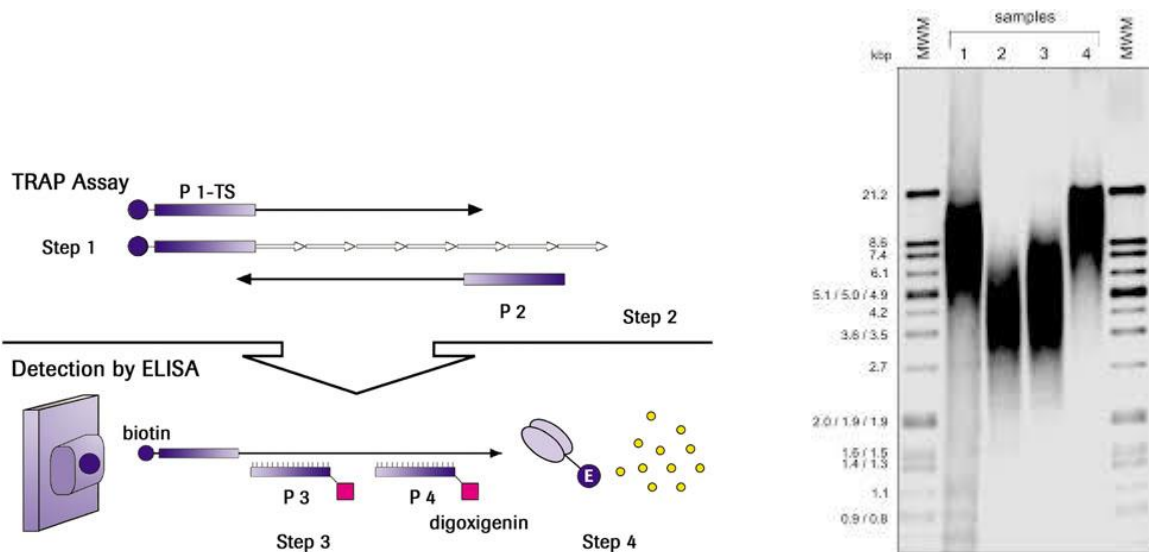 TRAP Assay
P 1-TS
Step 1
P 2
Step 2
Detection by ELISA
biotin
P 3
P 4
digoxigenin
E
Step 3
Step 4
samples
kbp
MWM
1
2
3
4
MWM
21.2
8.5
7.4
6.1
5.1 / 5.0 / 4.9
4.2
3.6 / 3.5
2.7
2.0 / 1.9 / 1.9
1.6 / 1.5
1.4 / 1.3
1.1
0.9 / 0.8